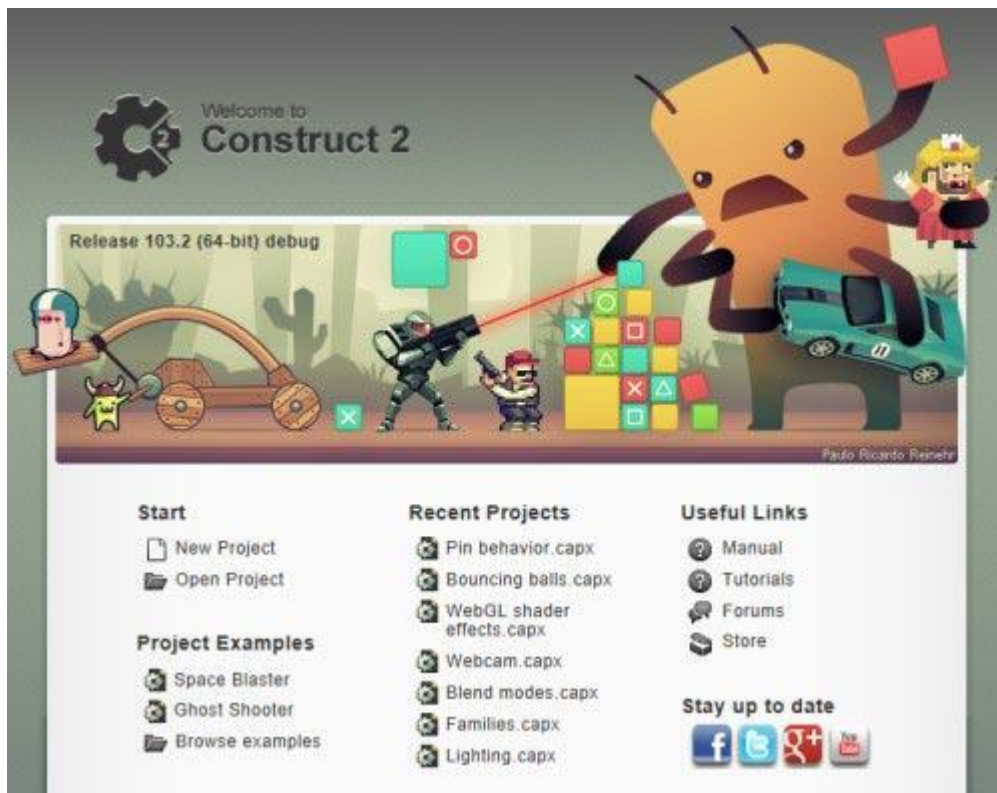 Welcome to
Construct 2
Release 103.2 (64-bit) debug
11
Paulo Ricardo Reinehr
Start
New Project
Open Project
Project Examples
Space Blaster
Ghost Shooter
Browse examples
Recent Projects
Pin behavior.capx
Bouncing balls.capx
WebGL shader
effects.capx
Webcam.capx
Blend modes.capx
Families.capx
Lighting.capx
Useful Links
Manual
Tutorials
Forums
Store
Stay up to date
You
Tube